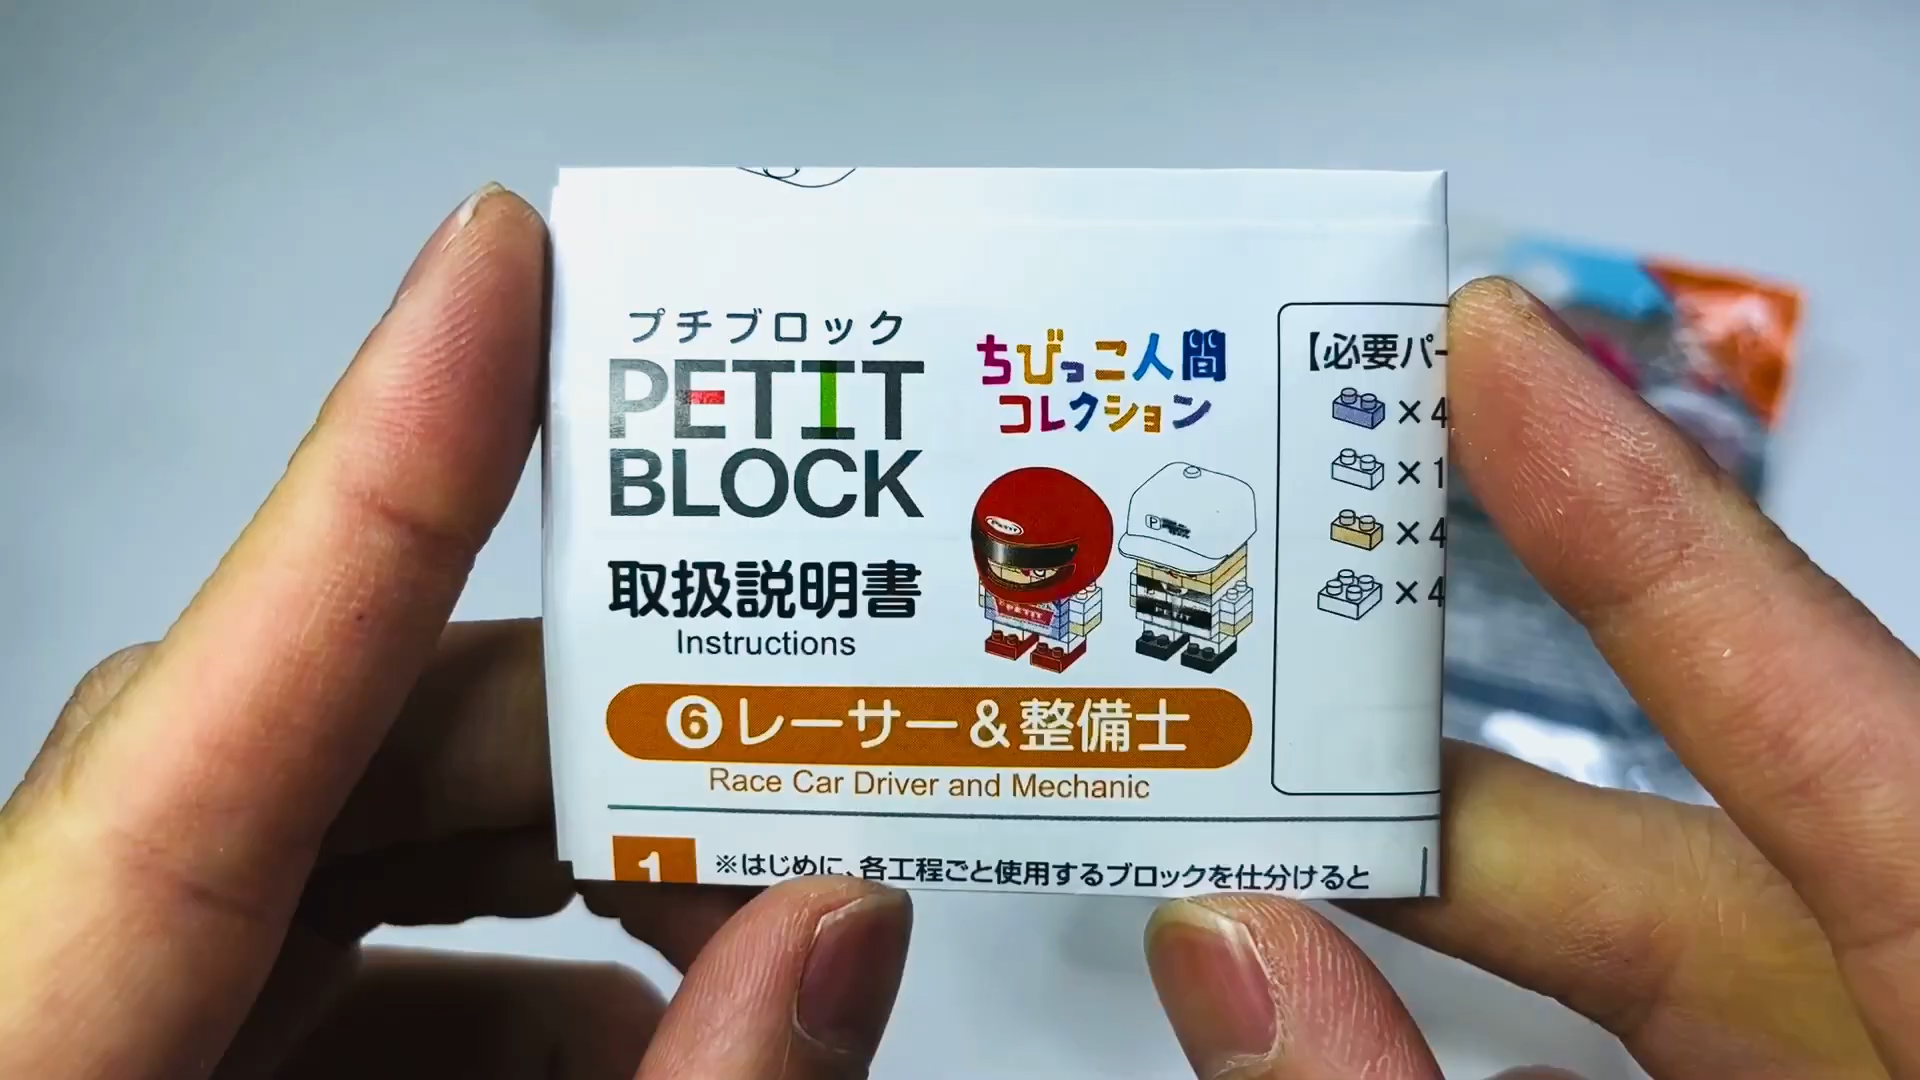 プチブロック
PETIT
BLOCK
取扱説明書
Instructions
ちびっこ人間
コレクション
PETIT
❻レーサー&整備士
Race Car Driver and Mechanic
【必要パー
×4
×1
×4
×4
1
※はじめに、各工程ごと使用するブロックを仕分けると